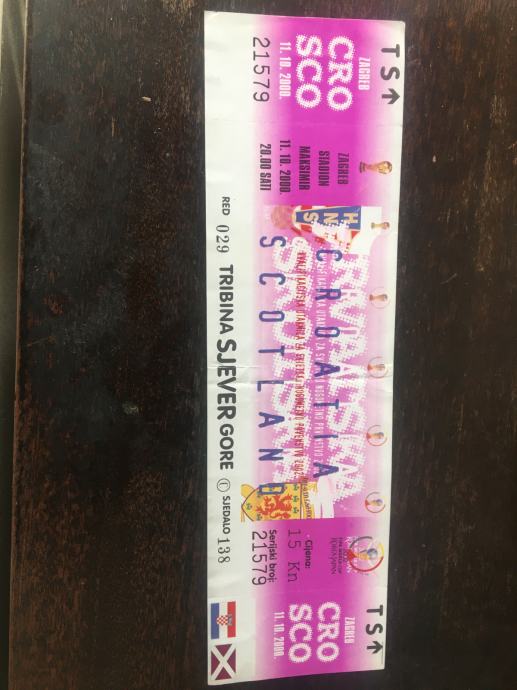 TS
ZAGREB
CRO
SCO
11.10.2000.
21579
ZAGREB
STADION
MAKSIMIR
11.10.2000.
20.00 SATI
HNS
CROATIA
SCOTLAND
RED 029 TRIBINA SJEVER GORE C SJEDALO 138
Cijena:
15 Kn
Serijski broj:
21579
TS
ZAGREB
CRO
SCO
11.10.2000.